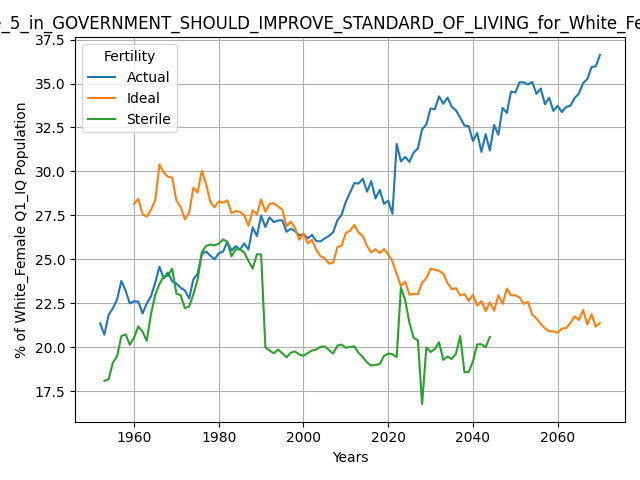 _5_in_GOVERNMENT_SHOULD_IMPROVE_STANDARD_OF_LIVING_for_White_Fe
37.5
35.0
32.5
30.0
27.5
25.0
22.5
20.0
17.5
% of White_Female Q1_IQ Population
Fertility
Actual
Ideal
Sterile
1960
1980
2000
2020
2040
2060
Years